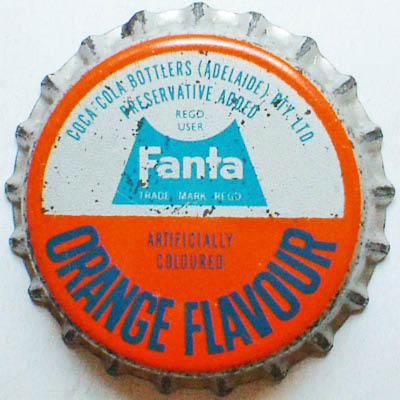 COCA-COLA BOTTLERS (ADELAIDE) PTY. LTD.
PRESERVATIVE ADDED
REGD.
USER
Fanta
TRADE MARK REGD.
ARTIFICIALLY
COLOURED
ORANGE FLAVOUR